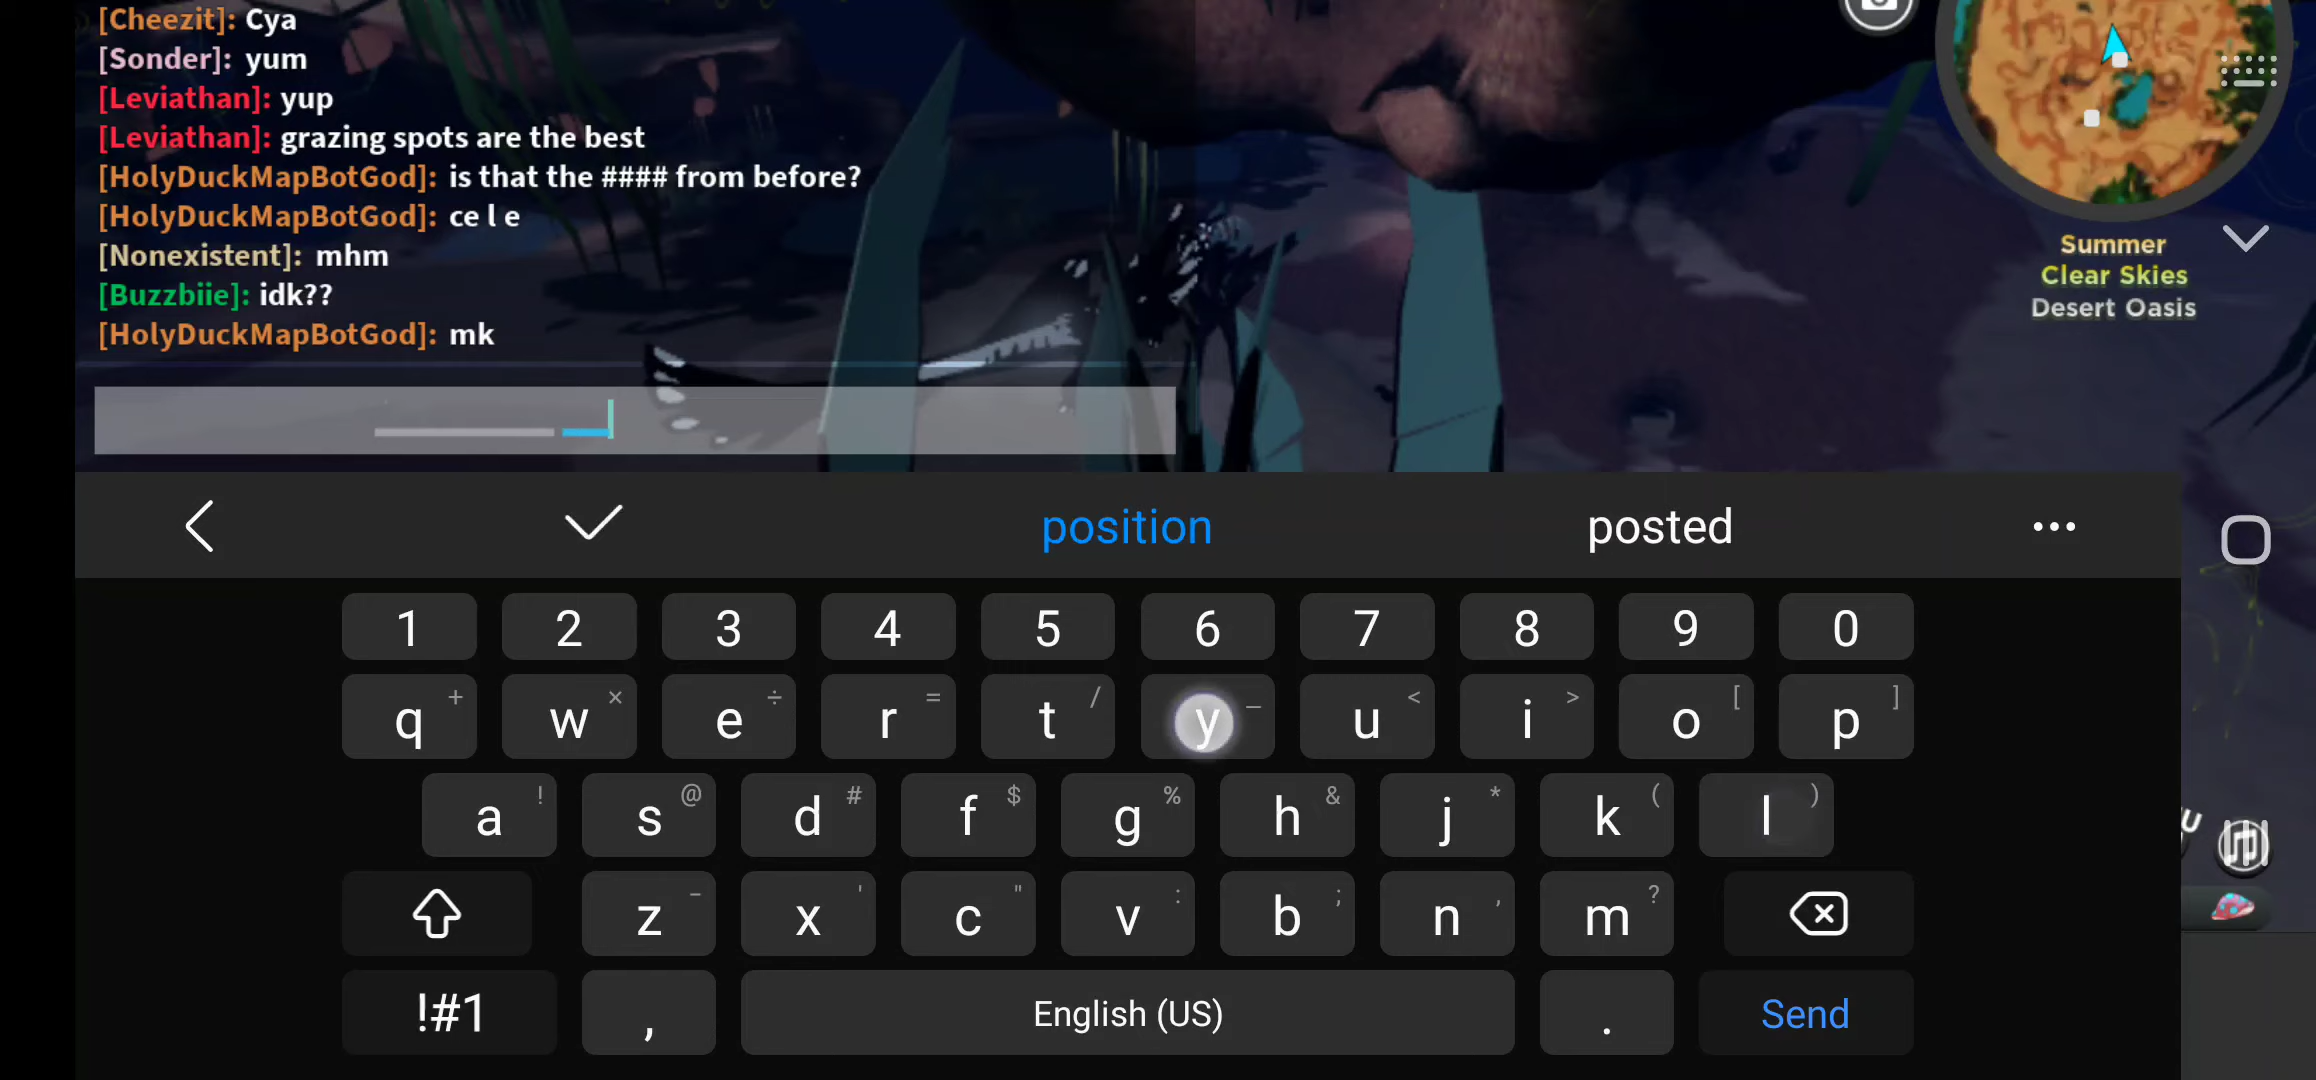 [Cheezit]: Cya
[Sonder]: yum
[Leviathan]: yup
[Leviathan]: grazing spots are the best
[HolyDuckMapBotGod]: is that the #### from before?
[HolyDuckMapBotGod]: ce l e
[Nonexistent]: mhm
[Buzzbiie]: idk??
[HolyDuckMapBotGod]: mk
Summer
Clear Skies
Desert Oasis
position posted
1 2 3 4 5 6 7 8 9 0
q + w × e ÷ r = t / y _ u < i > o [ p ]
a ! s @ d # f $ g % h & j * k ( l )
z - x ' c " v : b ; n , m ?
!#1 , English (US) . Send